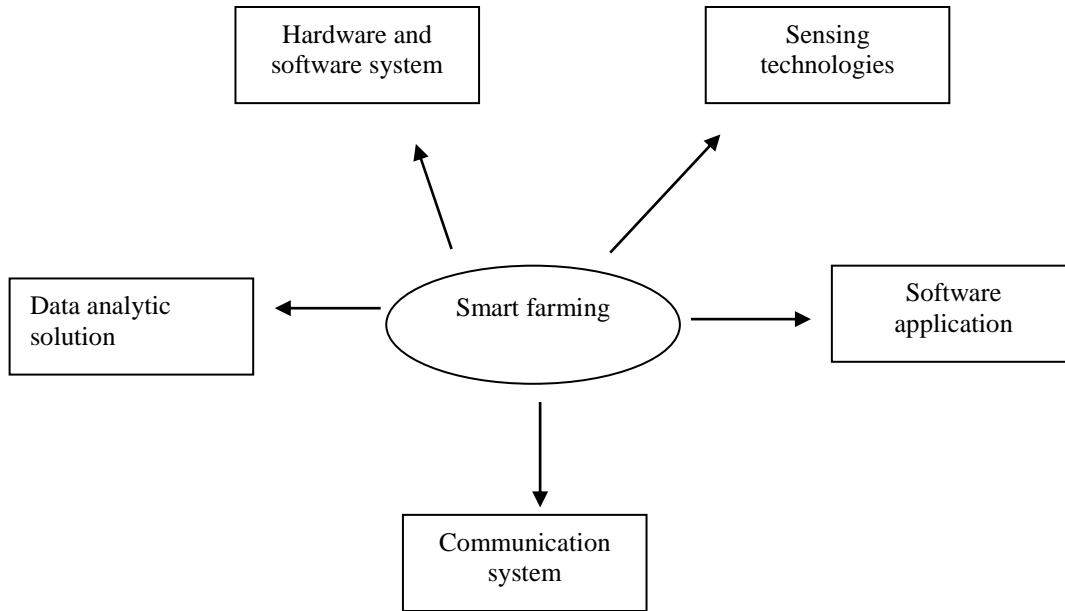 Hardware and
software system
Sensing
technologies
Data analytic
solution
Smart farming
Software
application
Communication
system